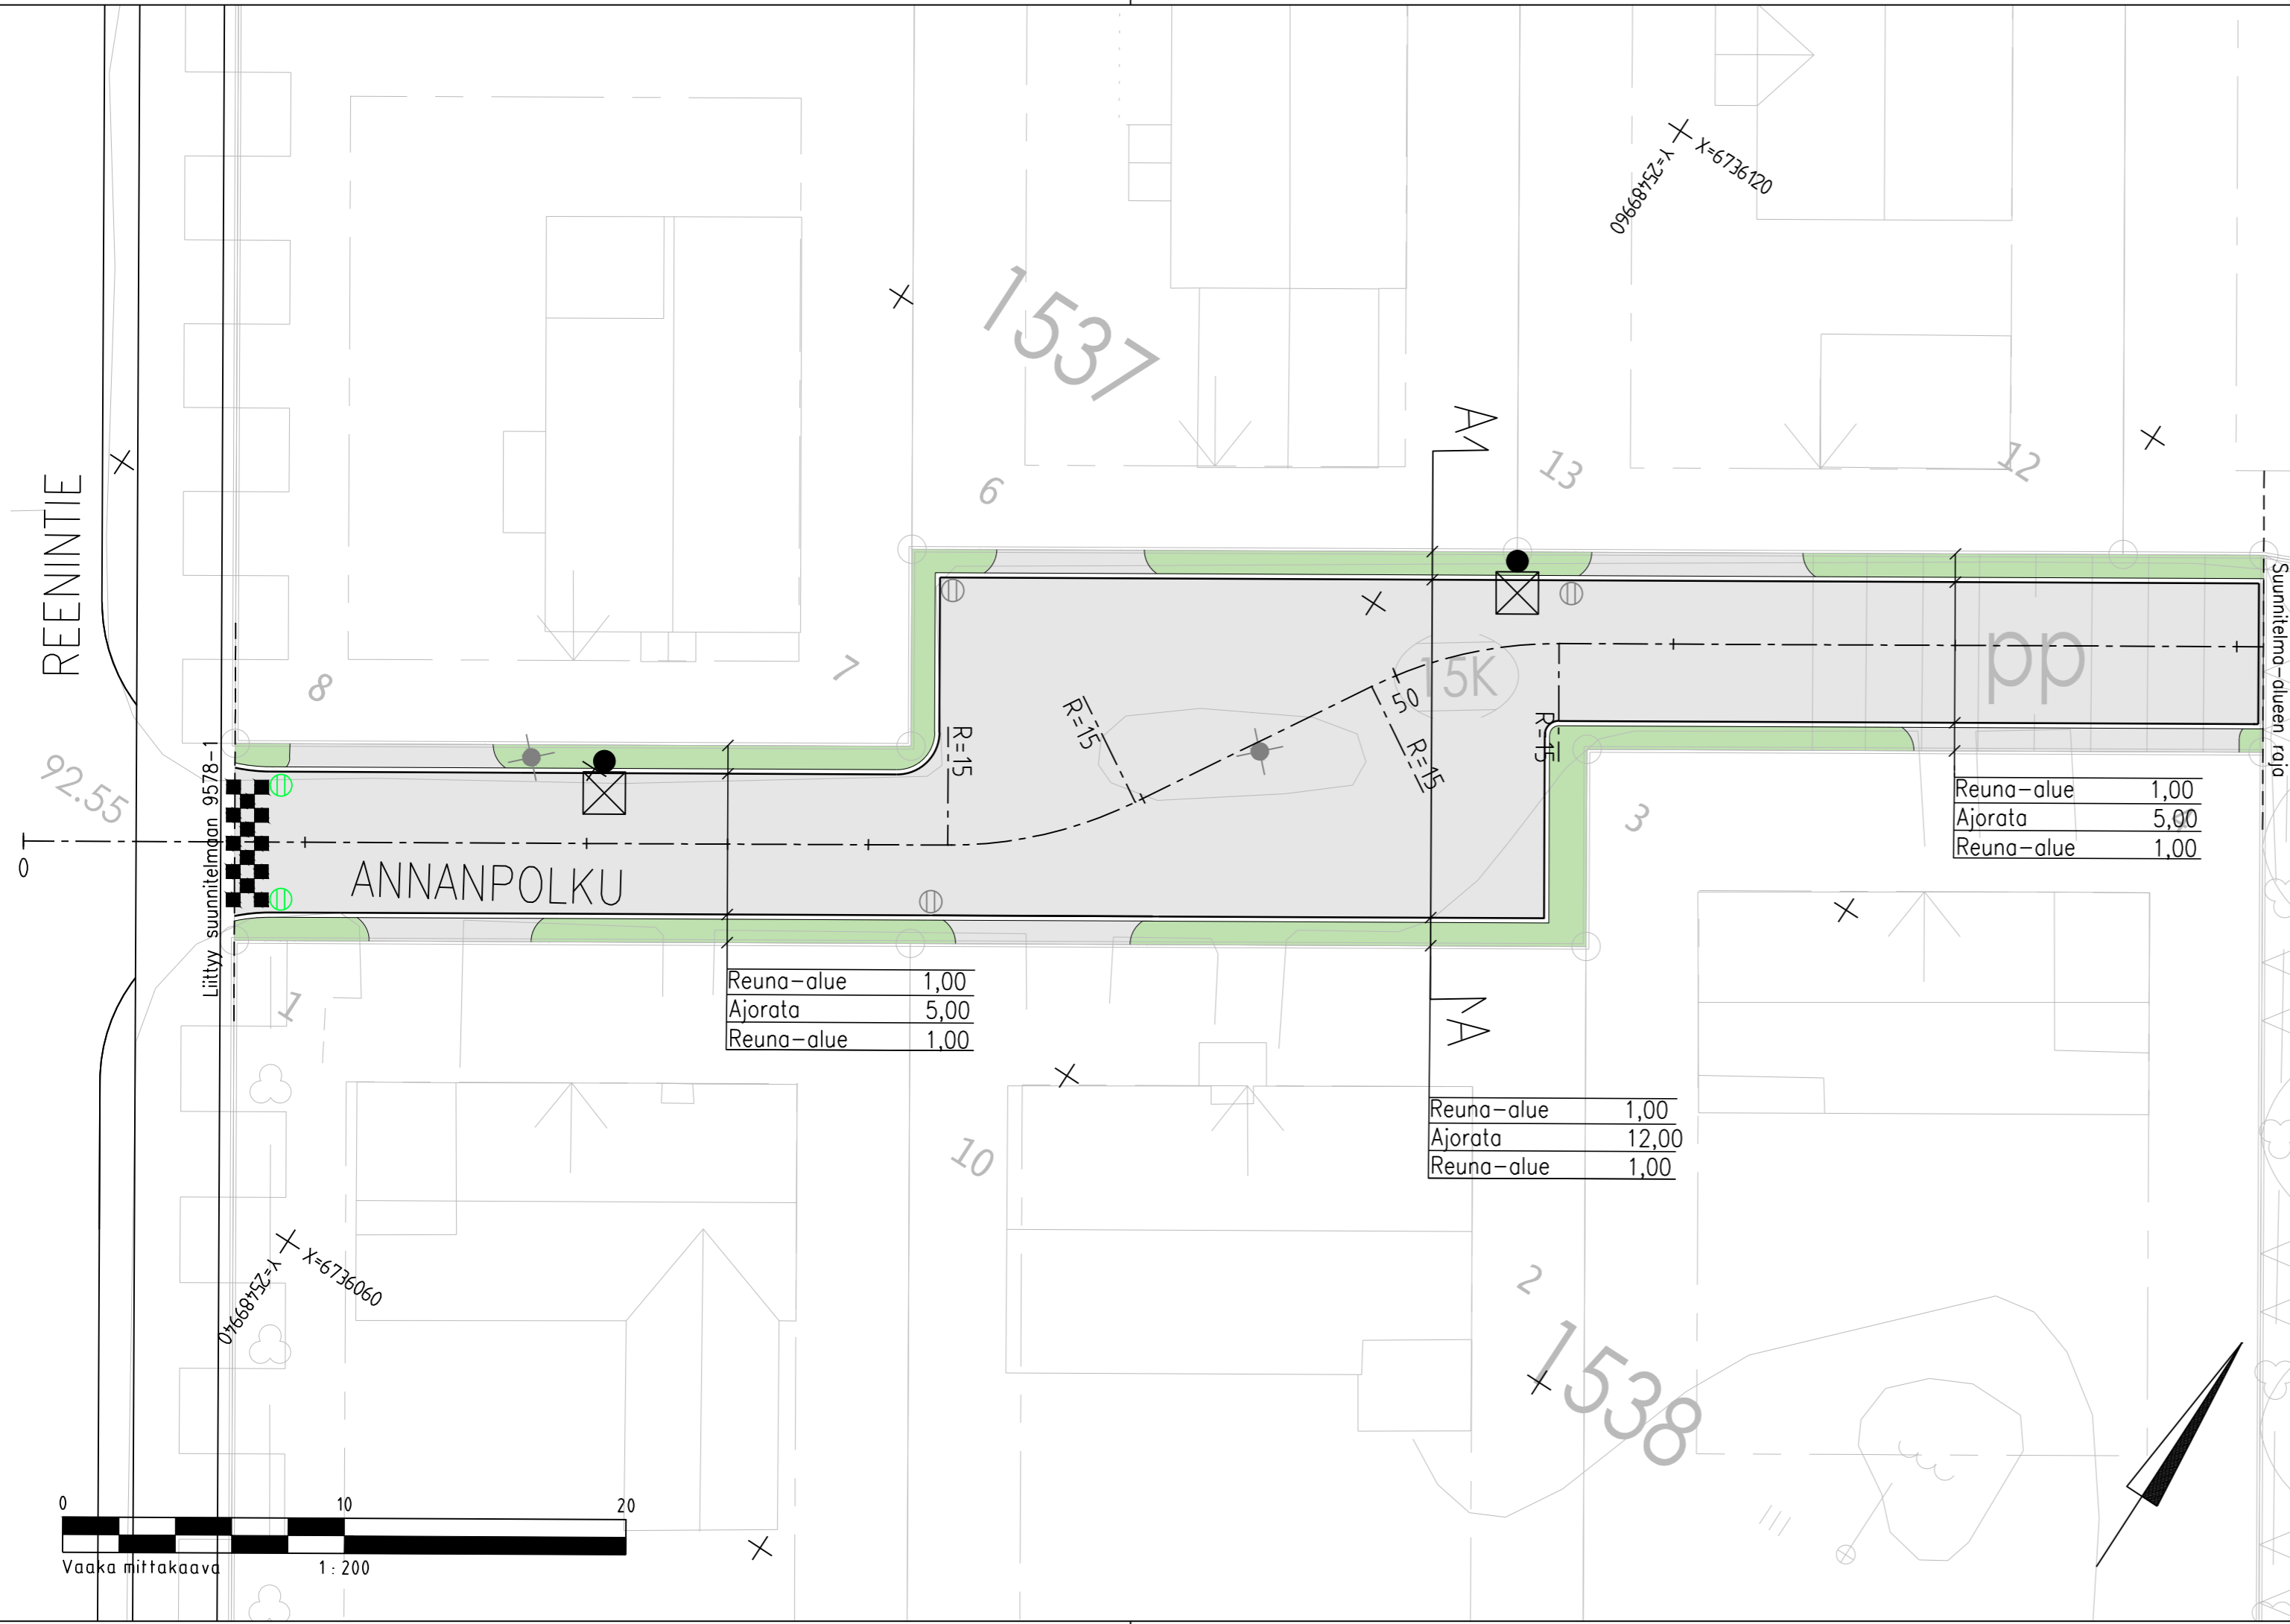 X=6736120
Y=25489960
1537
6
13
12
REENINTIE
7
8
pp
15K
50
R=15
R=15
R=15
R=15
Suunnitelma-alueen raja
92.55
Liittyy suunnitelmaan 9578-1
0
ANNANPOLKU
A
A
3
Reuna-alue 1,00
Ajorata 5,00
Reuna-alue 1,00
Reuna-alue 1,00
Ajorata 5,00
Reuna-alue 1,00
1
10
Reuna-alue 1,00
Ajorata 12,00
Reuna-alue 1,00
2
1538
X=6736060
Y=25489940
0 10 20
Vaaka mittakaava 1:200